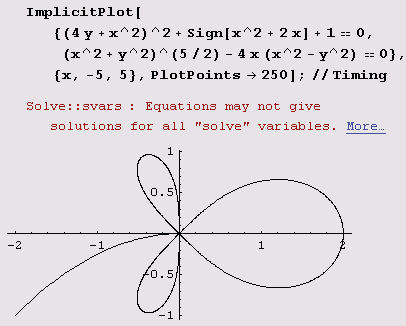 ImplicitPlot[
{(4 y + x^2)^2 + Sign[x^2 + 2 x] + 1 == 0,
(x^2 + y^2)^(5/2) - 4 x (x^2 - y^2) == 0},
{x, -5, 5}, PlotPoints → 250]; // Timing
Solve::svars : Equations may not give
solutions for all "solve" variables. More…
1
0.5
-2 -1 1 2
-0.5
-1